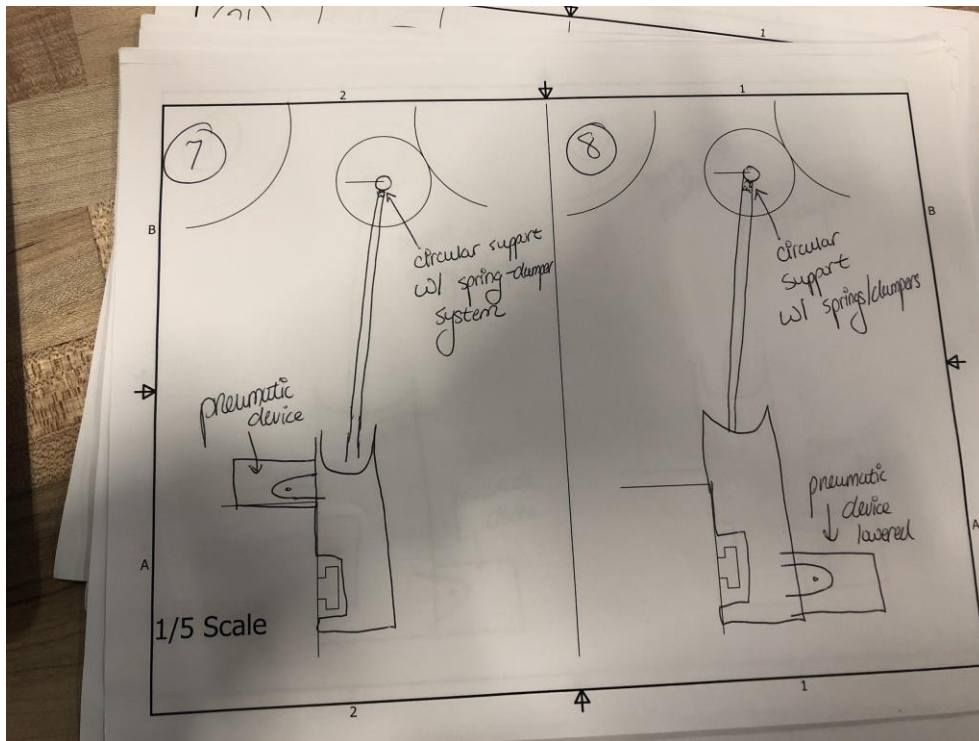 1
2
1
7
8
B
B
circular support
w/ spring-damper
system
circular
support
w/ springs/dampers
pneumatic
device
pneumatic
device
lowered
A
A
1/5 Scale
2
1